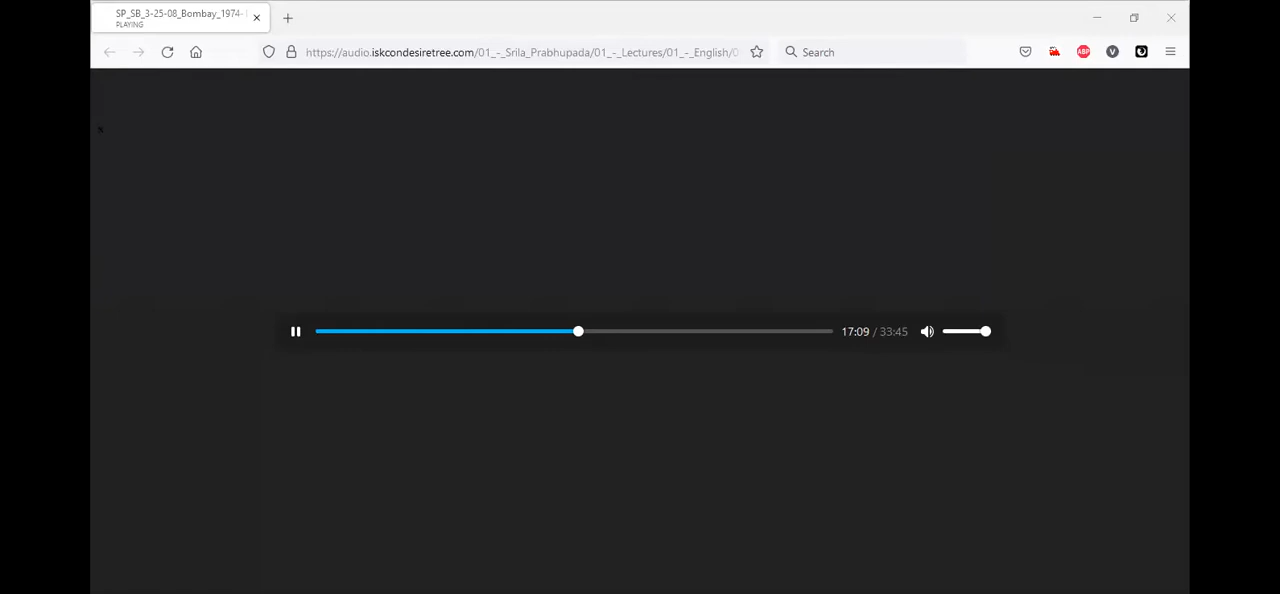 SP_SB_3-25-08_Bombay_1974-
PLAYING
https://audio.iskcondesiretree.com/01_-_Srila_Prabhupada/01_-_Lectures/01_-_English/0
Search
ABP
V
17:09 / 33:45